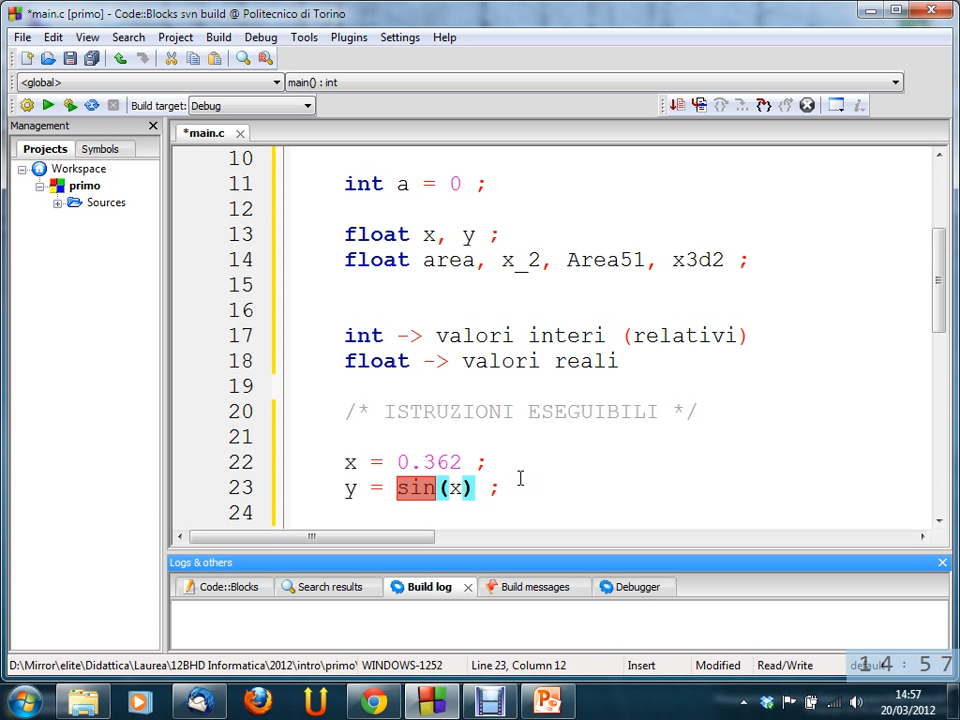 *main.c [primo] - Code::Blocks svn build @ Politecnico di Torino
File Edit View Search Project Build Debug Tools Plugins Settings Help
<global> main() : int
Build target: Debug
Management
*main.c
Projects Symbols
Workspace
primo
Sources
10
11 int a = 0 ;
12
13 float x, y ;
14 float area, x_2, Area51, x3d2 ;
15
16
17 int -> valori interi (relativi)
18 float -> valori reali
19
20 /* ISTRUZIONI ESEGUIBILI */
21
22 x = 0.362 ;
23 y = sin(x) ;
24
Logs & others
Code::Blocks Search results Build log Build messages Debugger
D:\Mirror\elite\Didattica\Laurea\12BHD Informatica\2012\intro\primo\ WINDOWS-1252 Line 23, Column 12 Insert Modified Read/Write default
14:57
14:57
20/03/2012